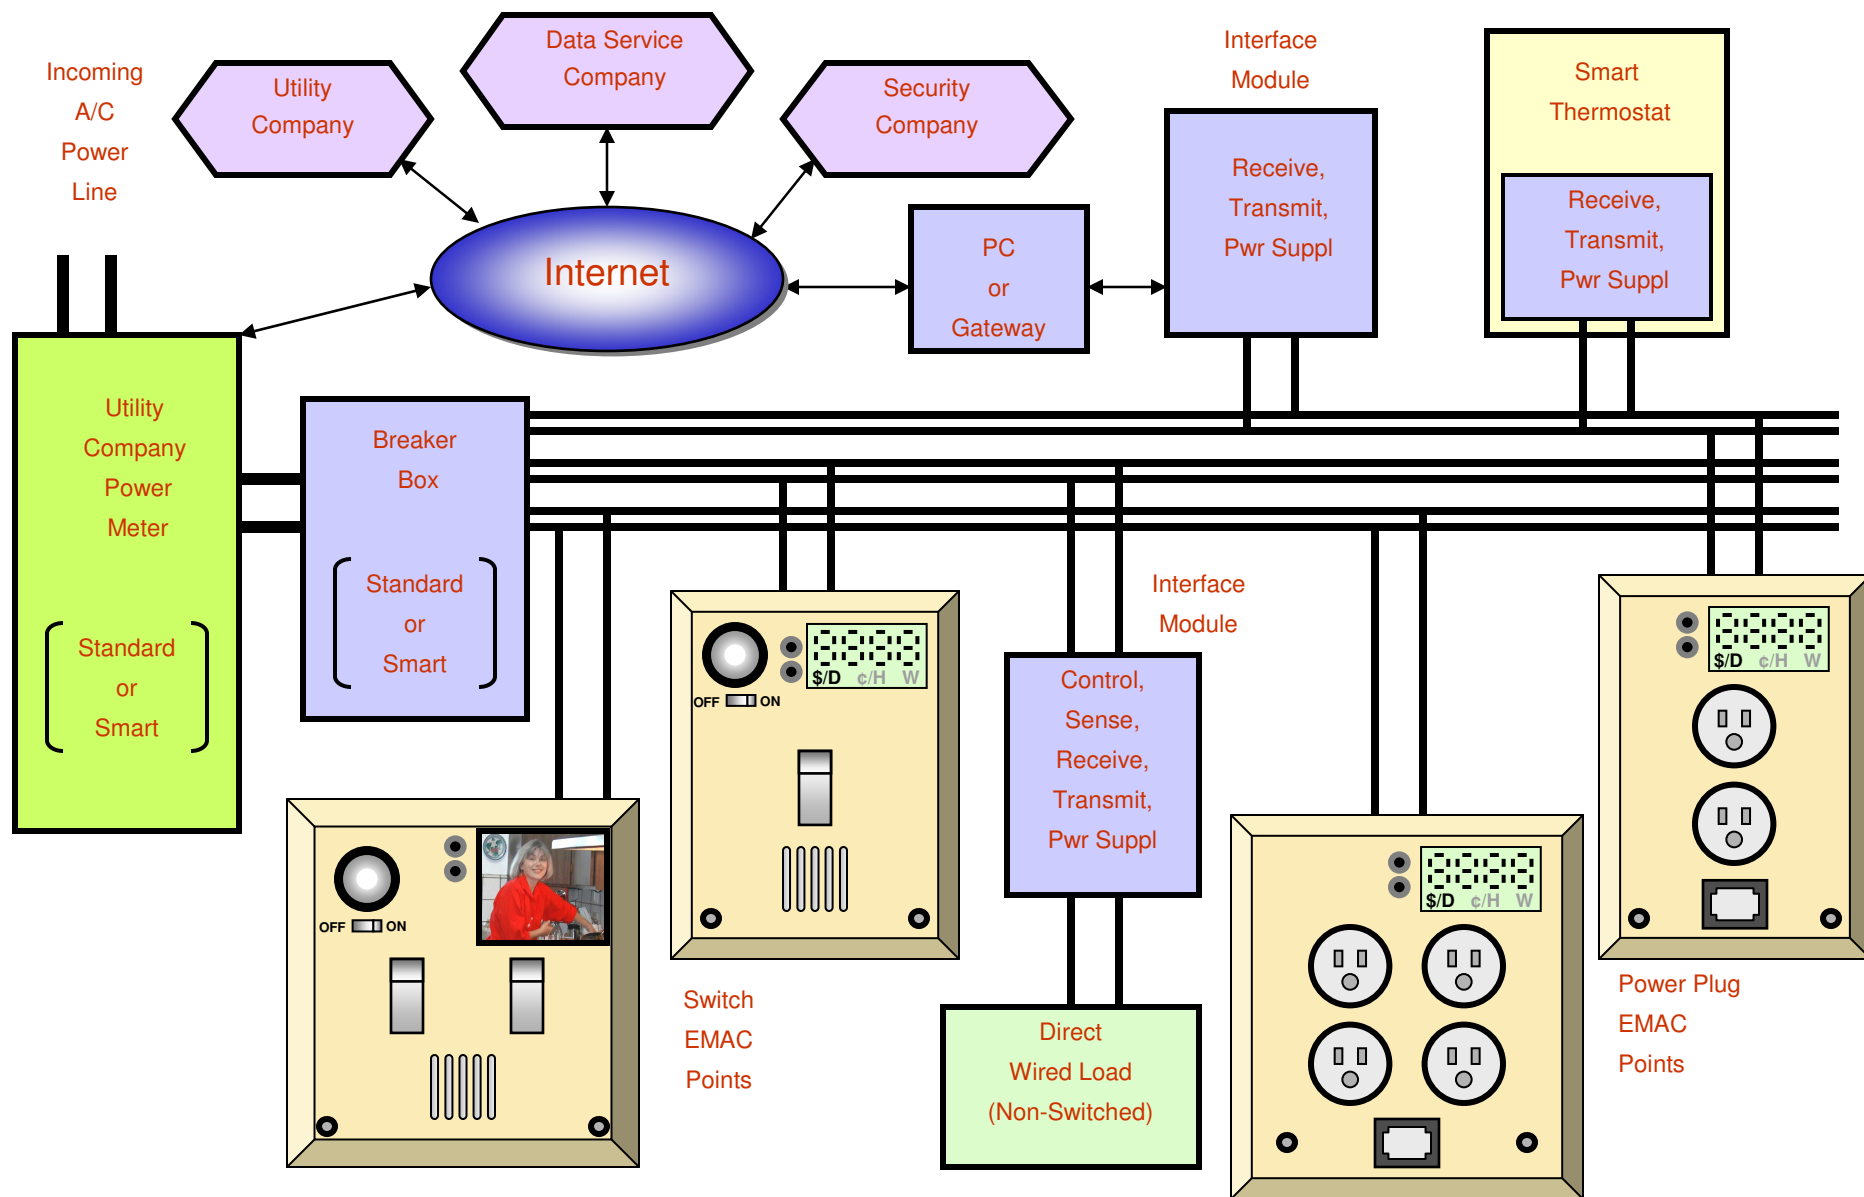 Incoming
A/C
Power
Line
Utility
Company
Data Service
Company
Security
Company
Interface
Module
Smart
Thermostat
Internet
PC
or
Gateway
Receive,
Transmit,
Pwr Suppl
Receive,
Transmit,
Pwr Suppl
Utility
Company
Power
Meter
Standard
or
Smart
Breaker
Box
Standard
or
Smart
OFF ON
$/D ¢/H W
OFF ON
Switch
EMAC
Points
Interface
Module
Control,
Sense,
Receive,
Transmit,
Pwr Suppl
Direct
Wired Load
(Non-Switched)
$/D ¢/H W
$/D ¢/H W
Power Plug
EMAC
Points